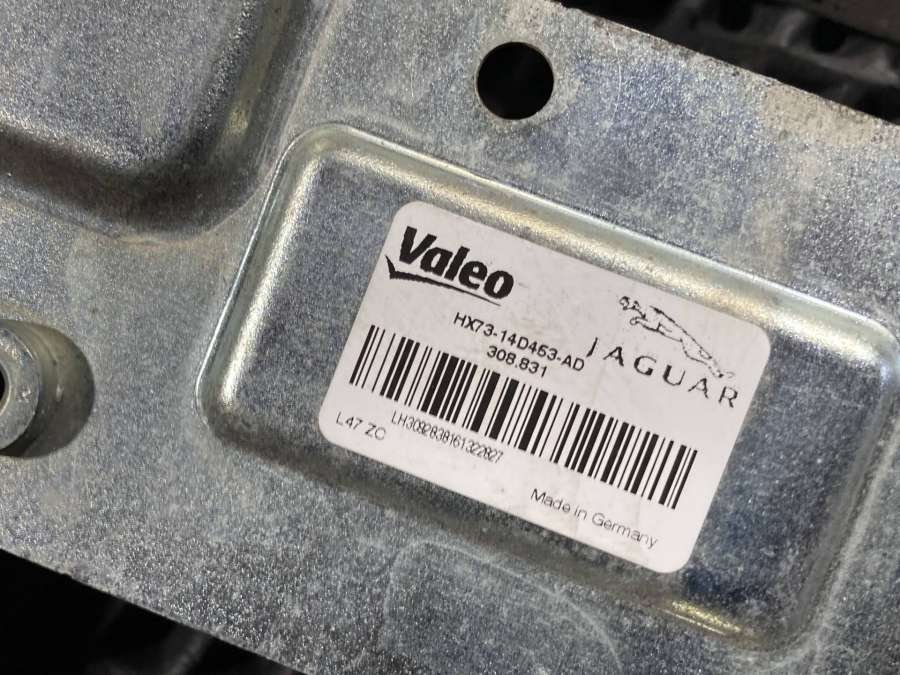 Valeo
JAGUAR
HX73-14D453-AD
308.831
LH3092838161322827
L47 ZC
Made in Germany